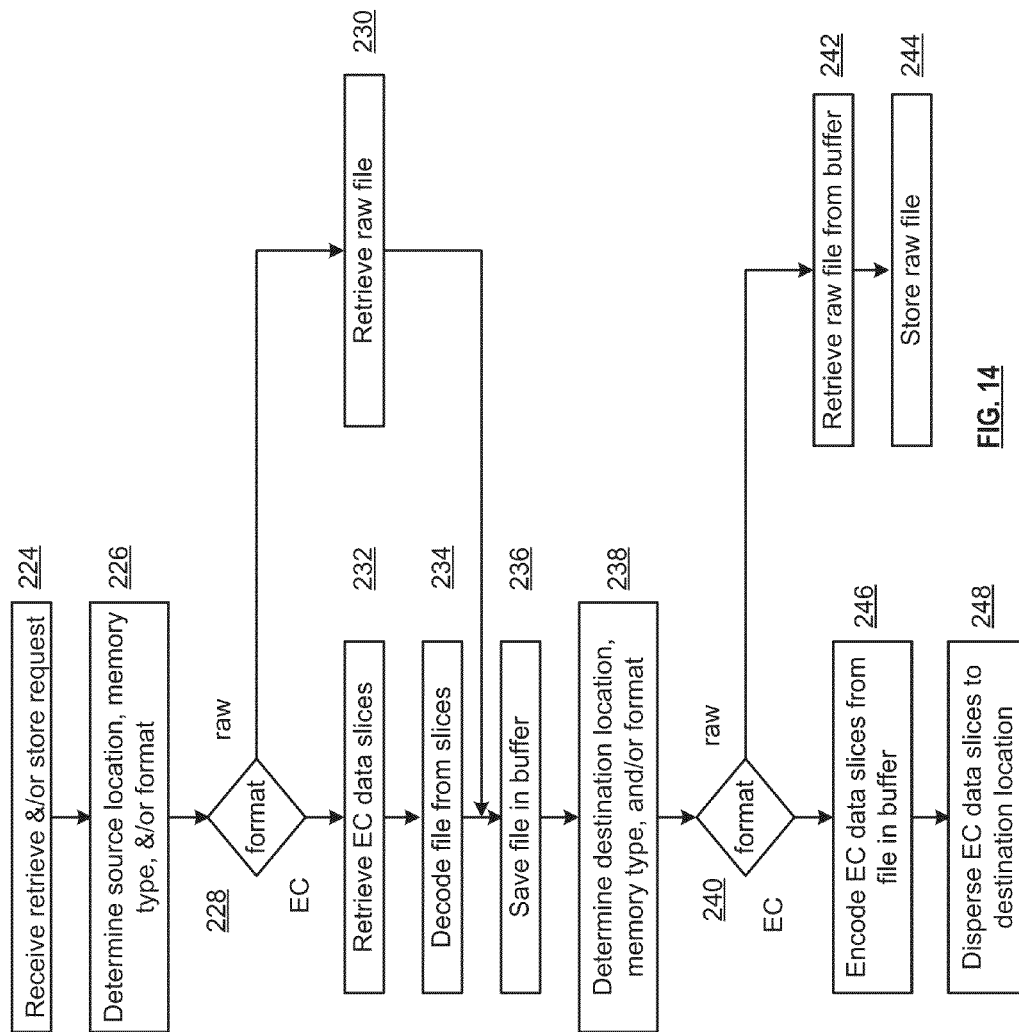 Receive retrieve &/or store request
224
Determine source location, memory
type, &/or format
226
228
format
raw
EC
Retrieve raw file
230
Retrieve EC data slices
232
Decode file from slices
234
Save file in buffer
236
Determine destination location,
memory type, and/or format
238
240
format
raw
EC
Retrieve raw file from buffer
242
Store raw file
244
Encode EC data slices from
file in buffer
246
Disperse EC data slices to
destination location
248
FIG. 14